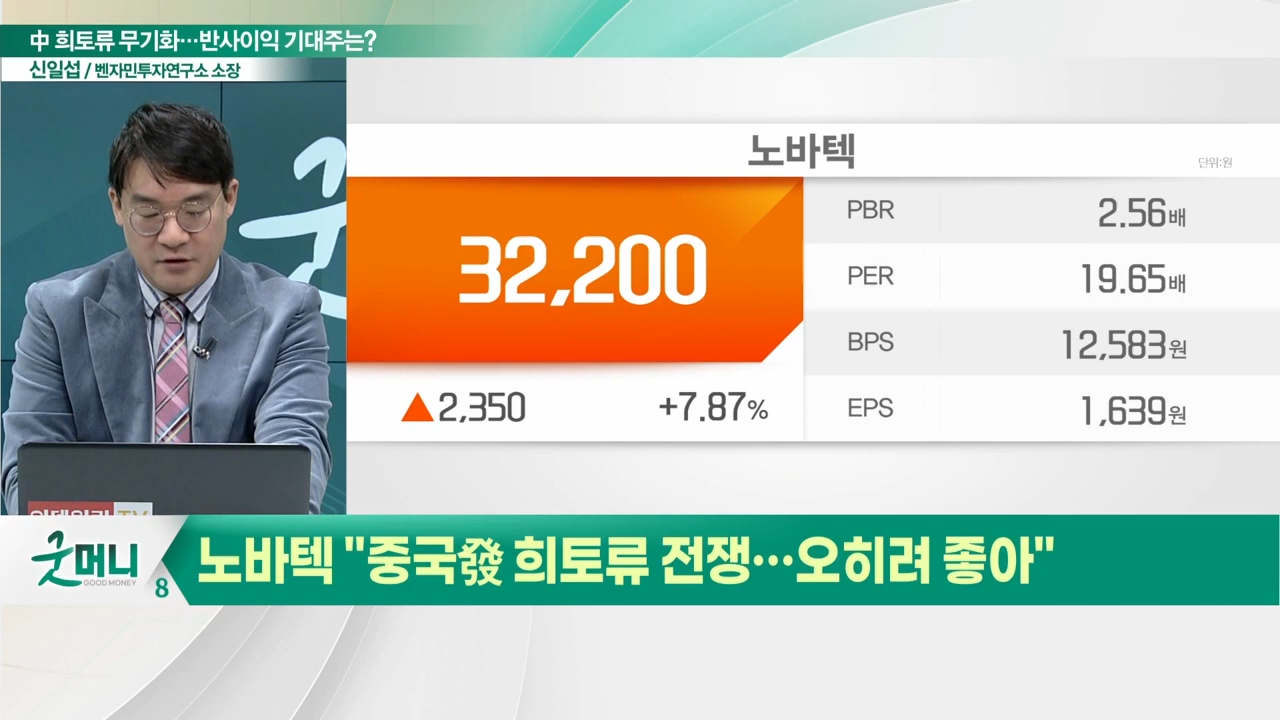 中 희토류 무기화…반사이익 기대주는?
신일섭 / 벤자민투자연구소 소장
노바텍
단위:원
32,200
▲2,350 +7.87%
PBR 2.56배
PER 19.65배
BPS 12,583원
EPS 1,639원
굿머니
GOOD MONEY
8
노바텍 "중국發 희토류 전쟁…오히려 좋아"